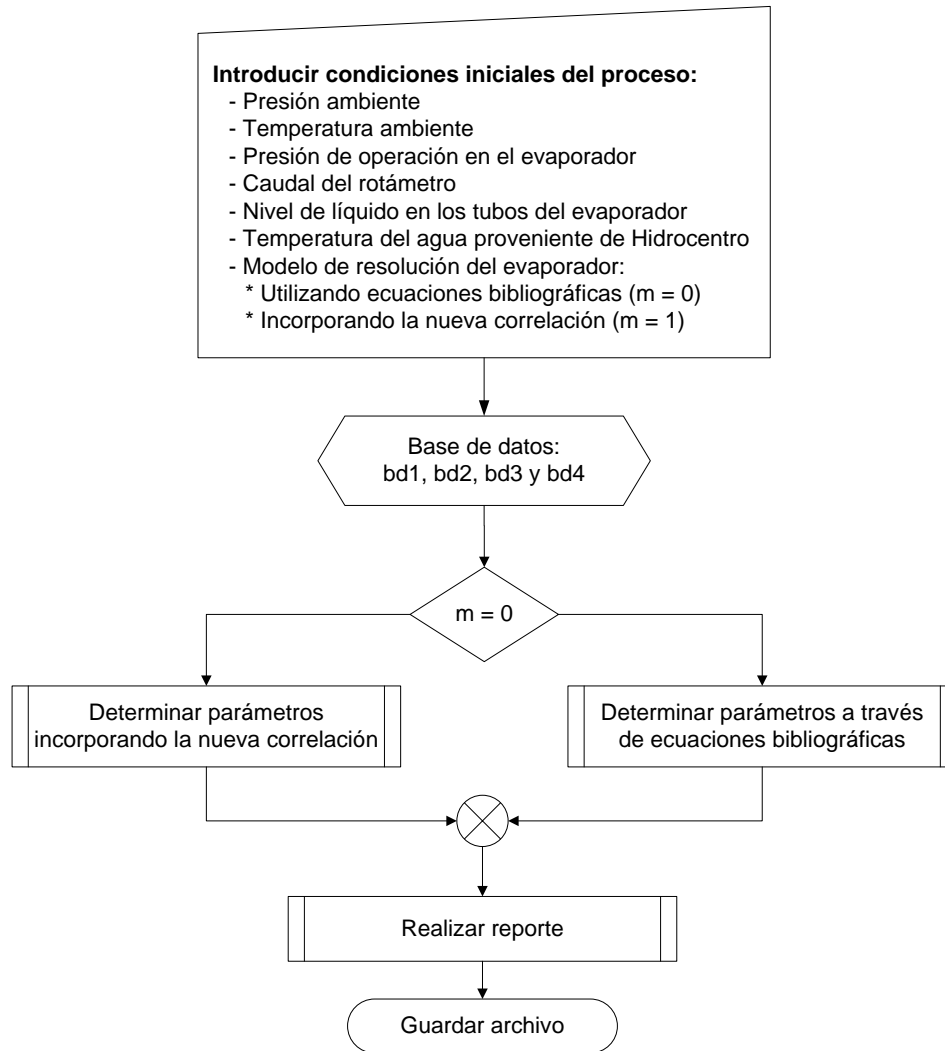 Introducir condiciones iniciales del proceso:
- Presión ambiente
- Temperatura ambiente
- Presión de operación en el evaporador
- Caudal del rotámetro
- Nivel de líquido en los tubos del evaporador
- Temperatura del agua proveniente de Hidrocentro
- Modelo de resolución del evaporador:
* Utilizando ecuaciones bibliográficas (m = 0)
* Incorporando la nueva correlación (m = 1)
Base de datos:
bd1, bd2, bd3 y bd4
m = 0
Determinar parámetros
incorporando la nueva correlación
Determinar parámetros a través
de ecuaciones bibliográficas
Realizar reporte
Guardar archivo